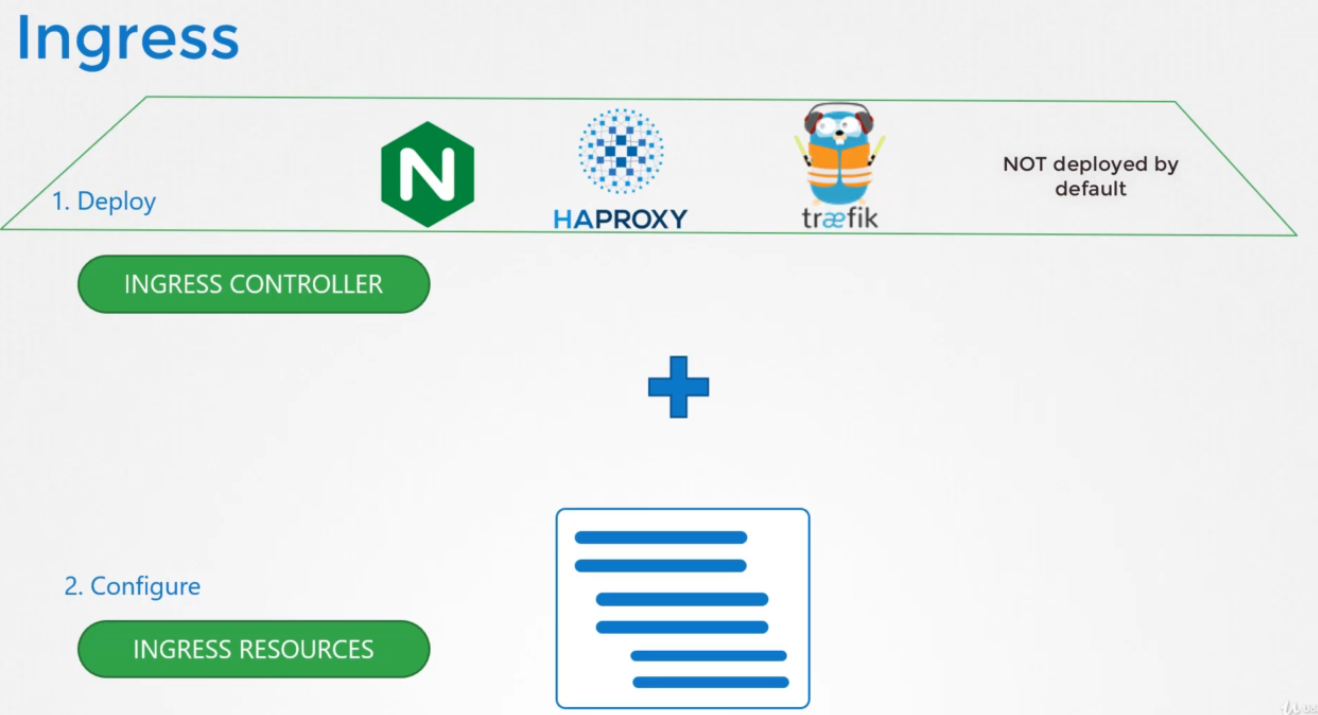 Ingress
1. Deploy
N
HAPROXY
træfik
NOT deployed by
default
INGRESS CONTROLLER
2. Configure
INGRESS RESOURCES